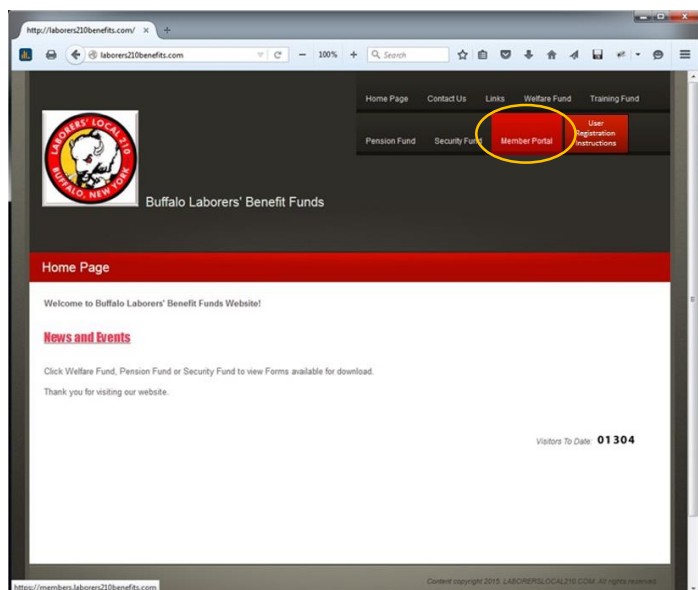 http://laborers210benefits.com/
laborers210benefits.com
100%
Search
Home Page Contact Us Links Welfare Fund Training Fund
Pension Fund Security Fund Member Portal User Registration Instructions
LABORERS' LOCAL 210
BUFFALO, NEW YORK
Buffalo Laborers' Benefit Funds
Home Page
Welcome to Buffalo Laborers' Benefit Funds Website!
News and Events
Click Welfare Fund, Pension Fund or Security Fund to view Forms available for download.
Thank you for visiting our website.
Visitors To Date: 01304
Content copyright 2015. LABORERSLOCAL210.COM. All rights reserved.
https://members.laborers210benefits.com